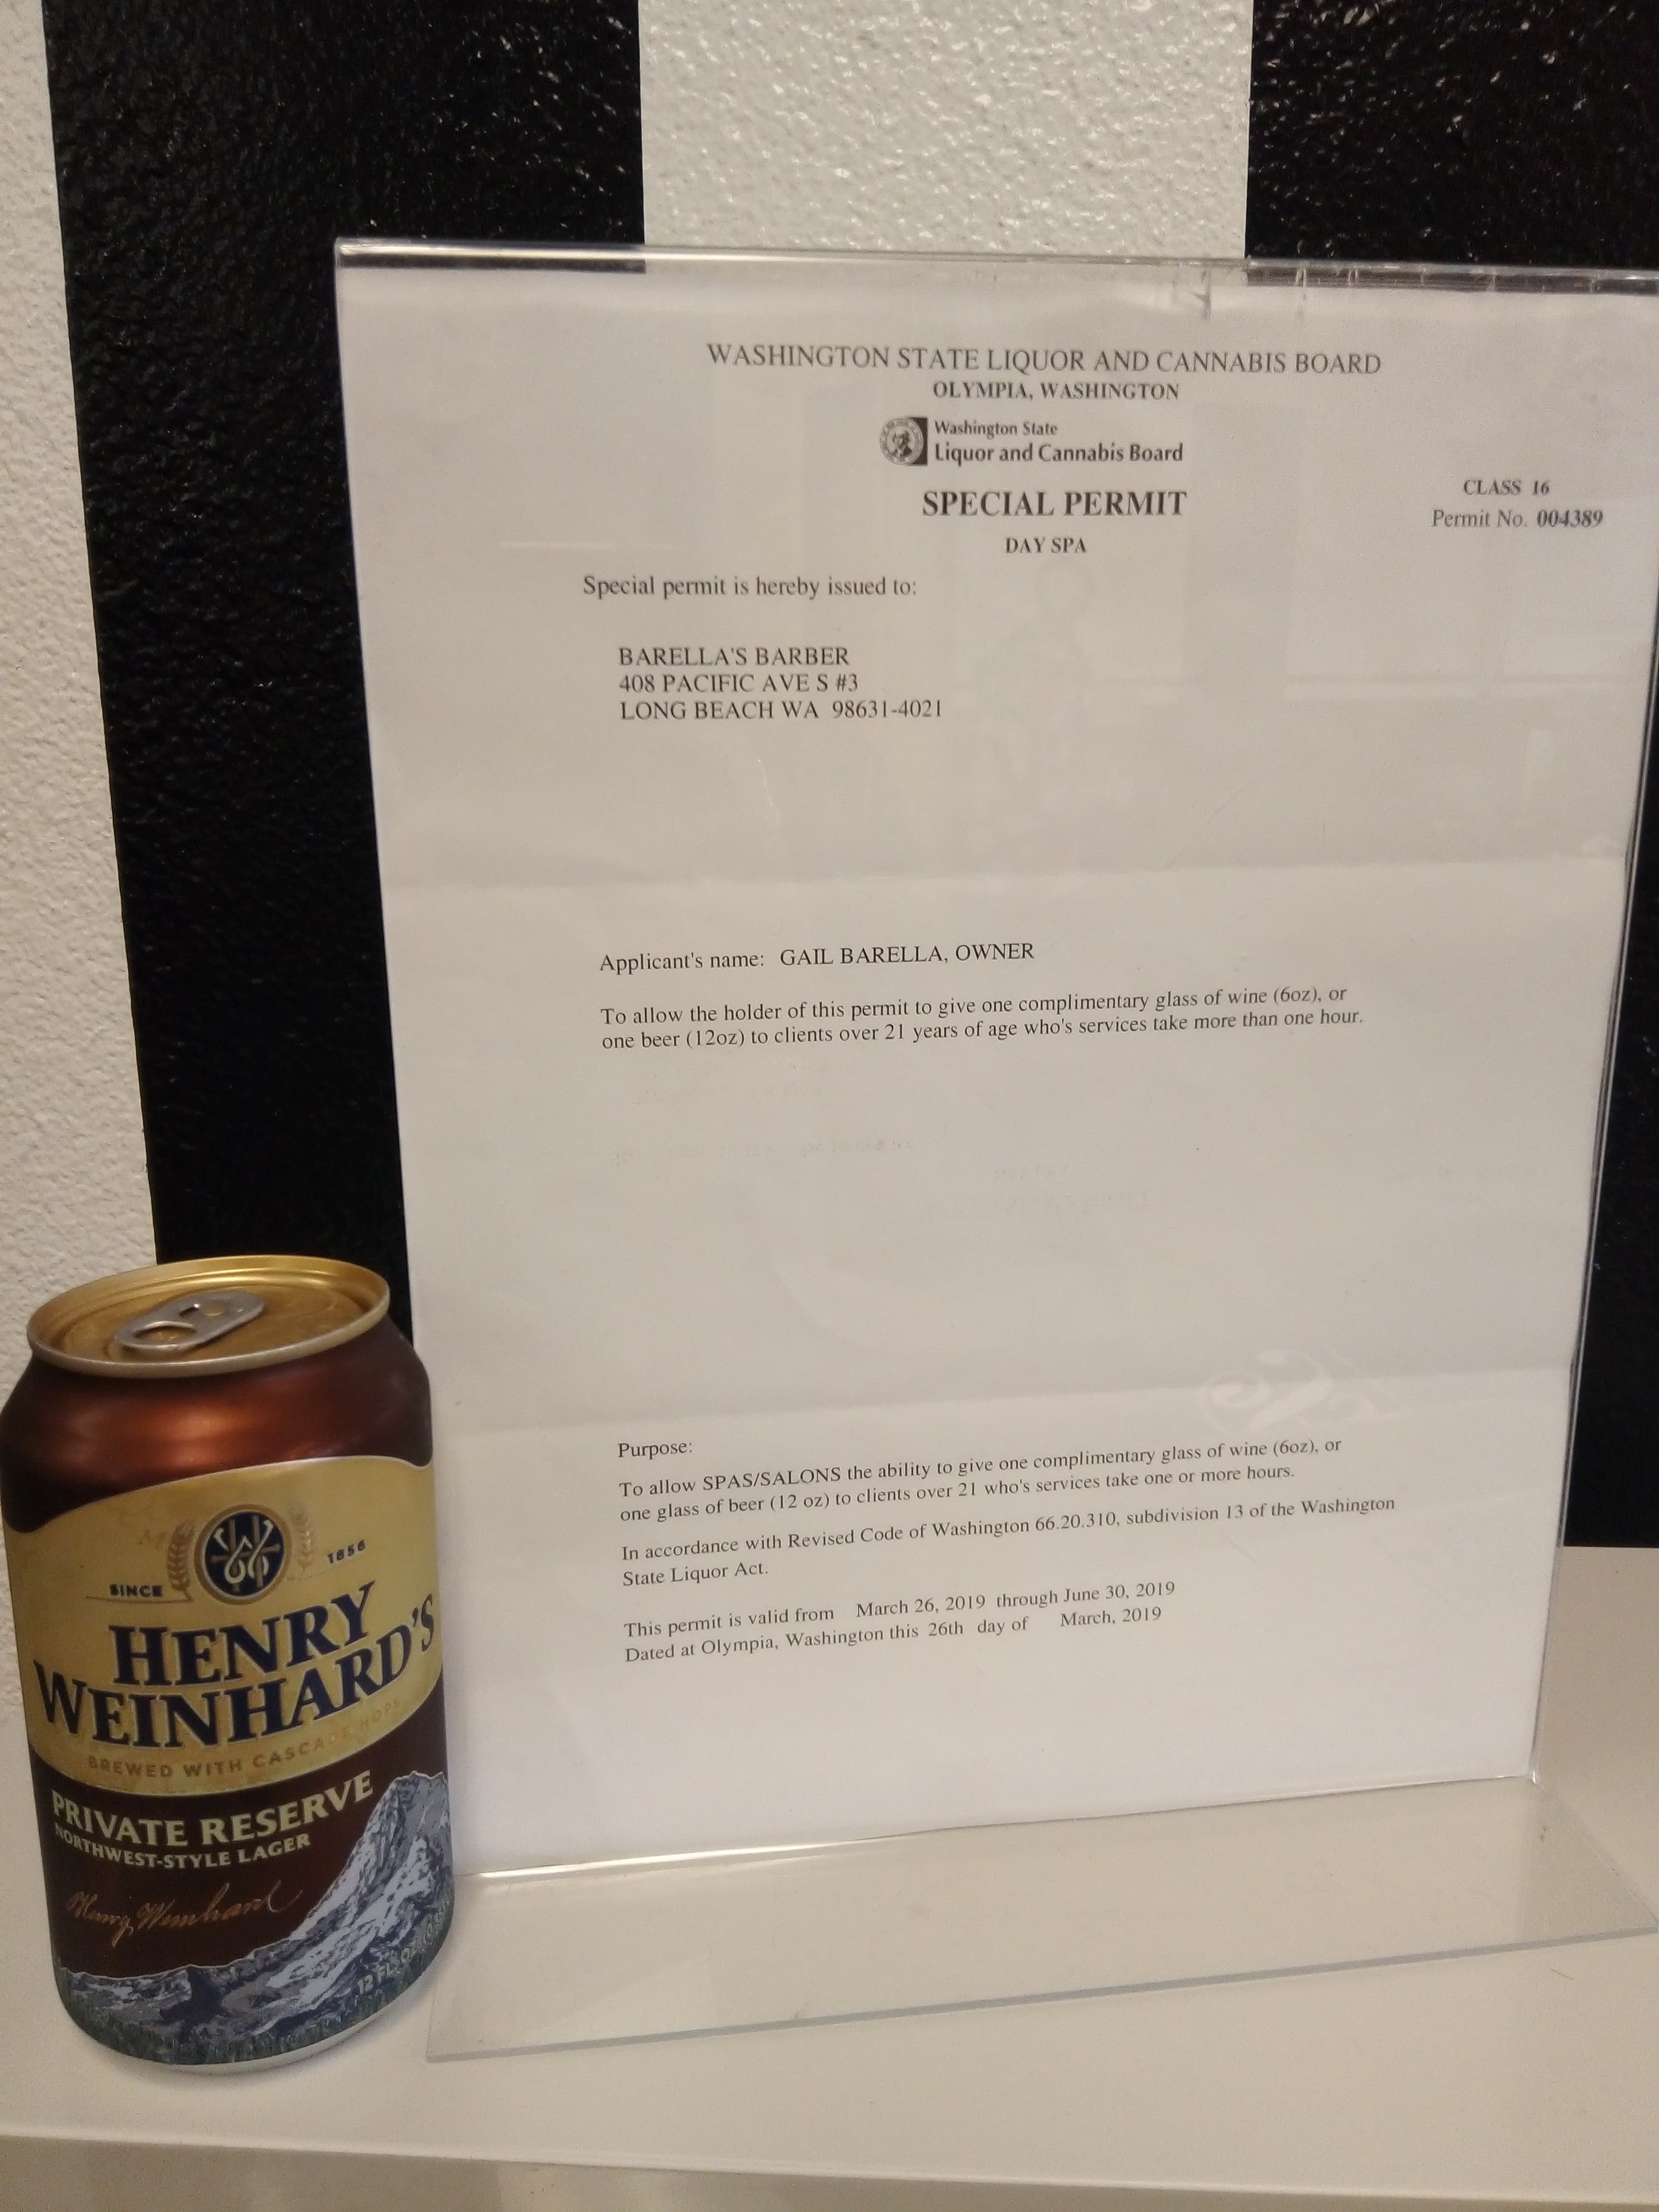 WASHINGTON STATE LIQUOR AND CANNABIS BOARD
OLYMPIA, WASHINGTON
Washington State
Liquor and Cannabis Board
SPECIAL PERMIT
DAY SPA
CLASS 16
Permit No. 004389
Special permit is hereby issued to:
BARELLA'S BARBER
408 PACIFIC AVE S #3
LONG BEACH WA 98631-4021
Applicant's name: GAIL BARELLA, OWNER
To allow the holder of this permit to give one complimentary glass of wine (6oz), or
one beer (12oz) to clients over 21 years of age who's services take more than one hour.
Purpose:
To allow SPAS/SALONS the ability to give one complimentary glass of wine (6oz), or
one glass of beer (12 oz) to clients over 21 who's services take one or more hours.
In accordance with Revised Code of Washington 66.20.310, subdivision 13 of the Washington
State Liquor Act.
This permit is valid from March 26, 2019 through June 30, 2019
Dated at Olympia, Washington this 26th day of March, 2019
SINCE 1856
HENRY
WEINHARD'S
BREWED WITH CASCADE HOPS
PRIVATE RESERVE
NORTHWEST-STYLE LAGER
Henry Weinhard
12 FL. OZ.